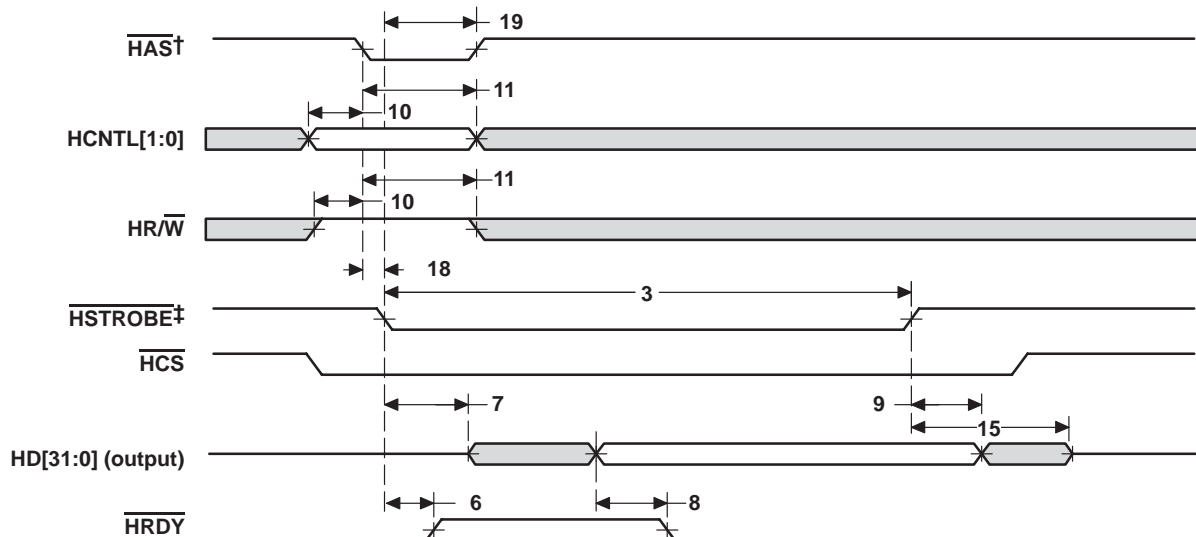 19
HAS†
11
10
HCNTL[1:0]
11
10
HR/W
18
3
HSTROBE‡
HCS
7
9
15
HD[31:0] (output)
6
8
HRDY